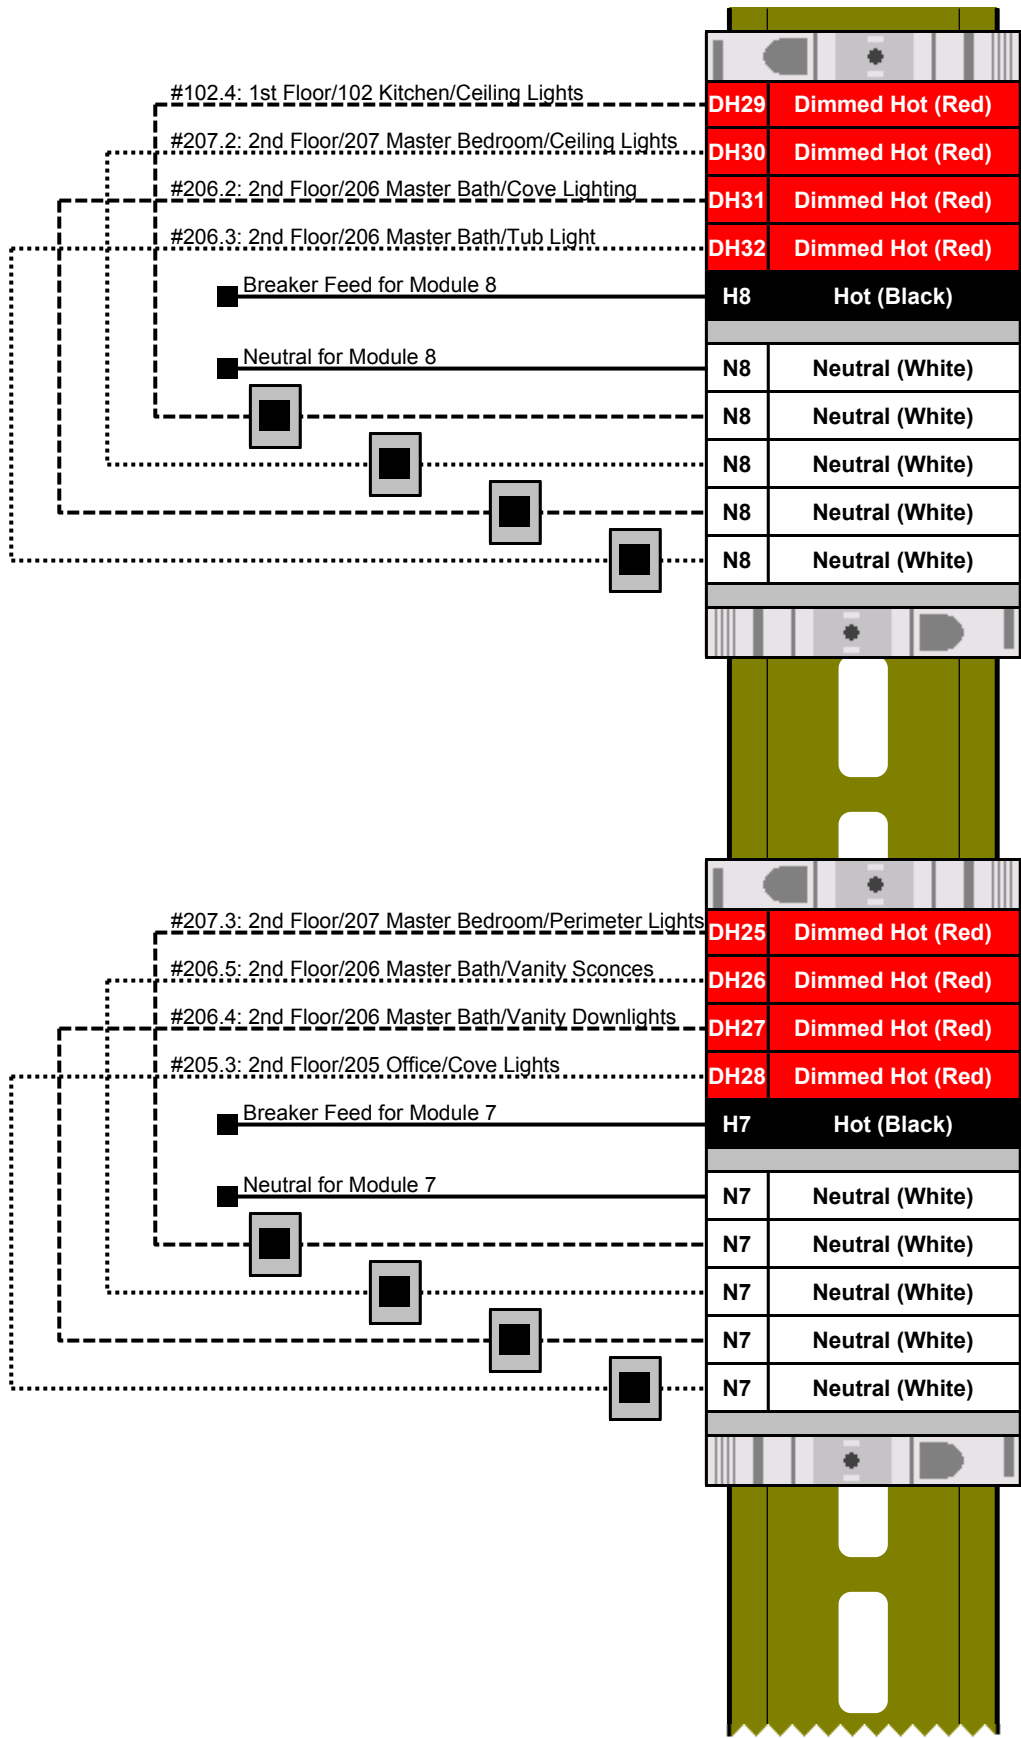 #102.4: 1st Floor/102 Kitchen/Ceiling Lights DH29 Dimmed Hot (Red)
#207.2: 2nd Floor/207 Master Bedroom/Ceiling Lights DH30 Dimmed Hot (Red)
#206.2: 2nd Floor/206 Master Bath/Cove Lighting DH31 Dimmed Hot (Red)
#206.3: 2nd Floor/206 Master Bath/Tub Light DH32 Dimmed Hot (Red)
Breaker Feed for Module 8 H8 Hot (Black)
Neutral for Module 8 N8 Neutral (White)
N8 Neutral (White)
N8 Neutral (White)
N8 Neutral (White)
N8 Neutral (White)
#207.3: 2nd Floor/207 Master Bedroom/Perimeter Lights DH25 Dimmed Hot (Red)
#206.5: 2nd Floor/206 Master Bath/Vanity Sconces DH26 Dimmed Hot (Red)
#206.4: 2nd Floor/206 Master Bath/Vanity Downlights DH27 Dimmed Hot (Red)
#205.3: 2nd Floor/205 Office/Cove Lights DH28 Dimmed Hot (Red)
Breaker Feed for Module 7 H7 Hot (Black)
Neutral for Module 7 N7 Neutral (White)
N7 Neutral (White)
N7 Neutral (White)
N7 Neutral (White)
N7 Neutral (White)